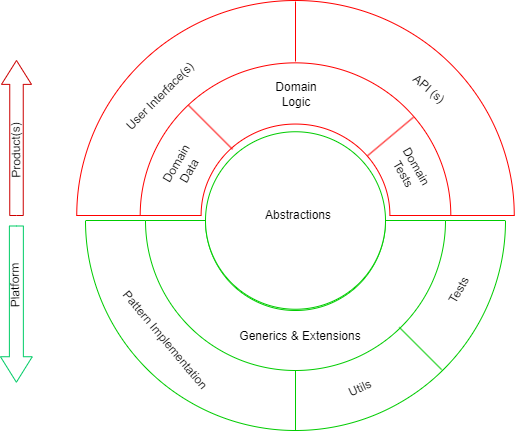 User Interface(s)
API (s)
Domain
Logic
Domain
Data
Domain
Tests
Product(s)
Abstractions
Platform
Generics & Extensions
Pattern Implementation
Utils
Tests